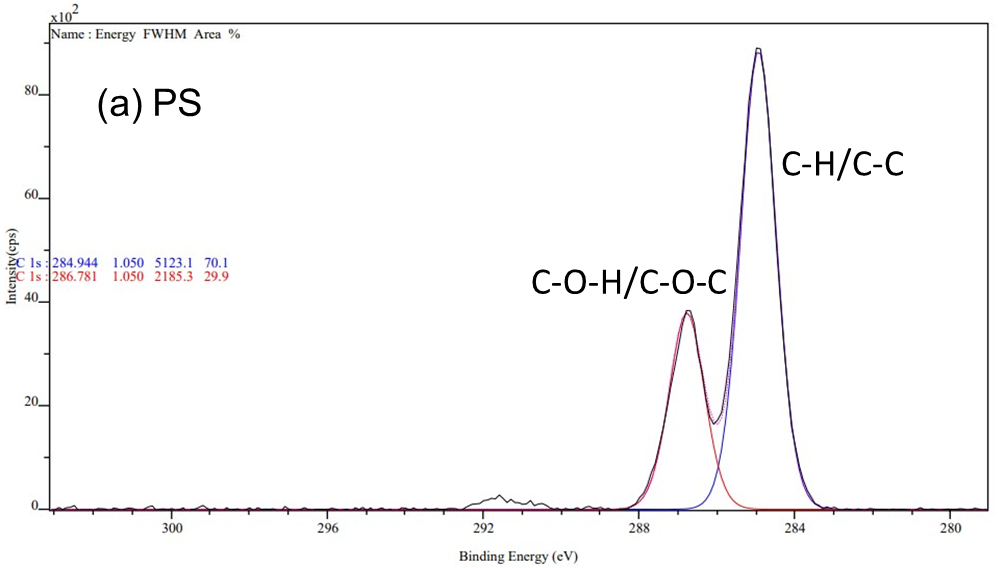 x10²
Name : Energy FWHM Area %
(a) PS
80
C-H/C-C
60
Intensity(cps)
C 1s : 284.944 1.050 5123.1 70.1
C 1s : 286.781 1.050 2185.3 29.9
C-O-H/C-O-C
40
20
0
300 296 292 288 284 280
Binding Energy (eV)